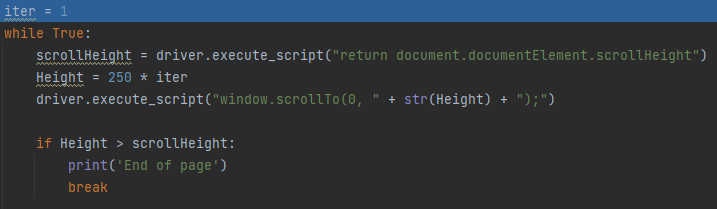 iter = 1
while True:
    scrollHeight = driver.execute_script("return document.documentElement.scrollHeight")
    Height = 250 * iter
    driver.execute_script("window.scrollTo(0, " + str(Height) + ");")
    if Height > scrollHeight:
        print('End of page')
        break